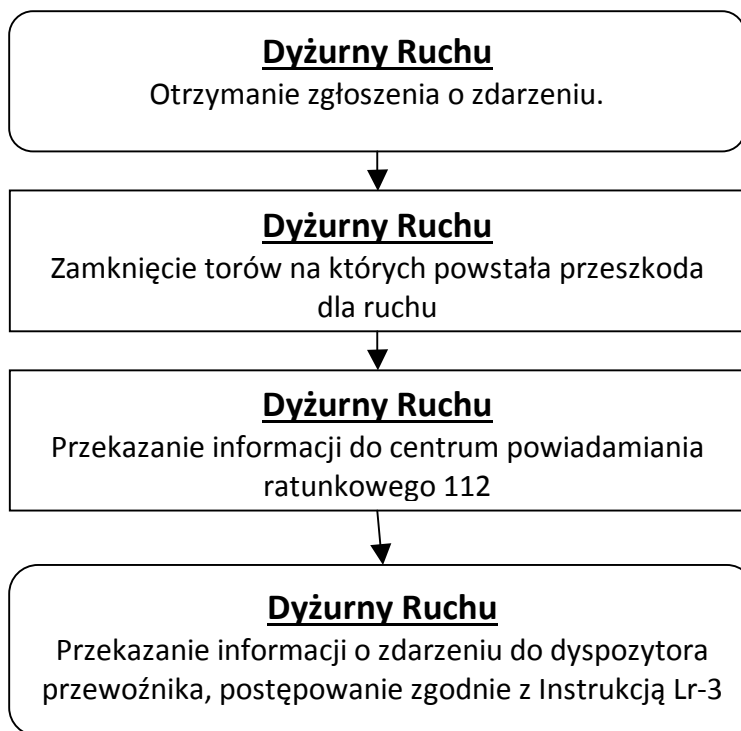 Dyżurny Ruchu
Otrzymanie zgłoszenia o zdarzeniu.
Dyżurny Ruchu
Zamknięcie torów na których powstała przeszkoda
dla ruchu
Dyżurny Ruchu
Przekazanie informacji do centrum powiadamiania
ratunkowego 112
Dyżurny Ruchu
Przekazanie informacji o zdarzeniu do dyspozytora
przewoźnika, postępowanie zgodnie z Instrukcją Lr-3